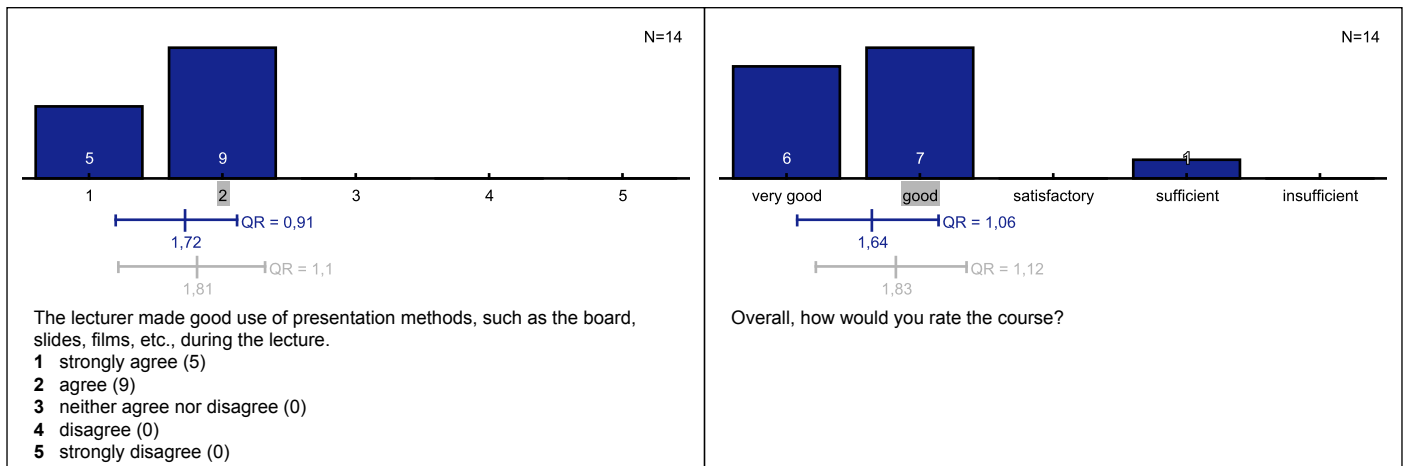 N=14
5
9
1
2
3
4
5
QR = 0,91
1,72
QR = 1,1
1,81
The lecturer made good use of presentation methods, such as the board,
slides, films, etc., during the lecture.
1 strongly agree (5)
2 agree (9)
3 neither agree nor disagree (0)
4 disagree (0)
5 strongly disagree (0)
N=14
6
7
1
very good
good
satisfactory
sufficient
insufficient
QR = 1,06
1,64
QR = 1,12
1,83
Overall, how would you rate the course?